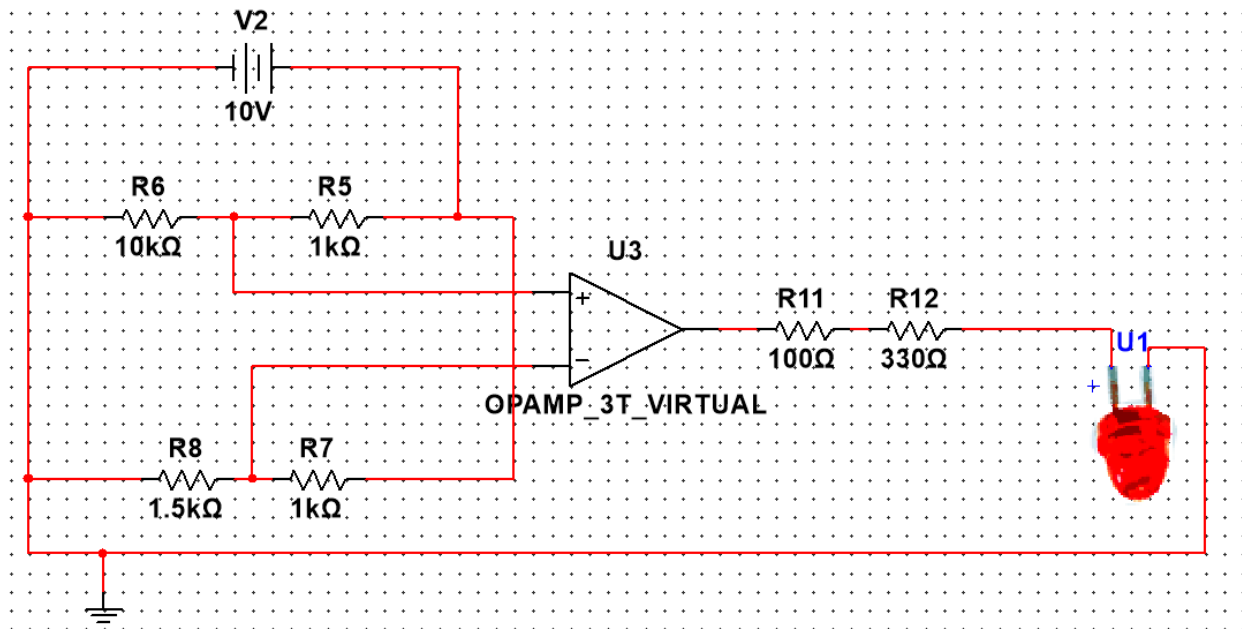 V2
10V
R6
R5
10kΩ
1kΩ
U3
+
−
R11
R12
100Ω
330Ω
U1
+
OPAMP_3T_VIRTUAL
R8
R7
1.5kΩ
1kΩ